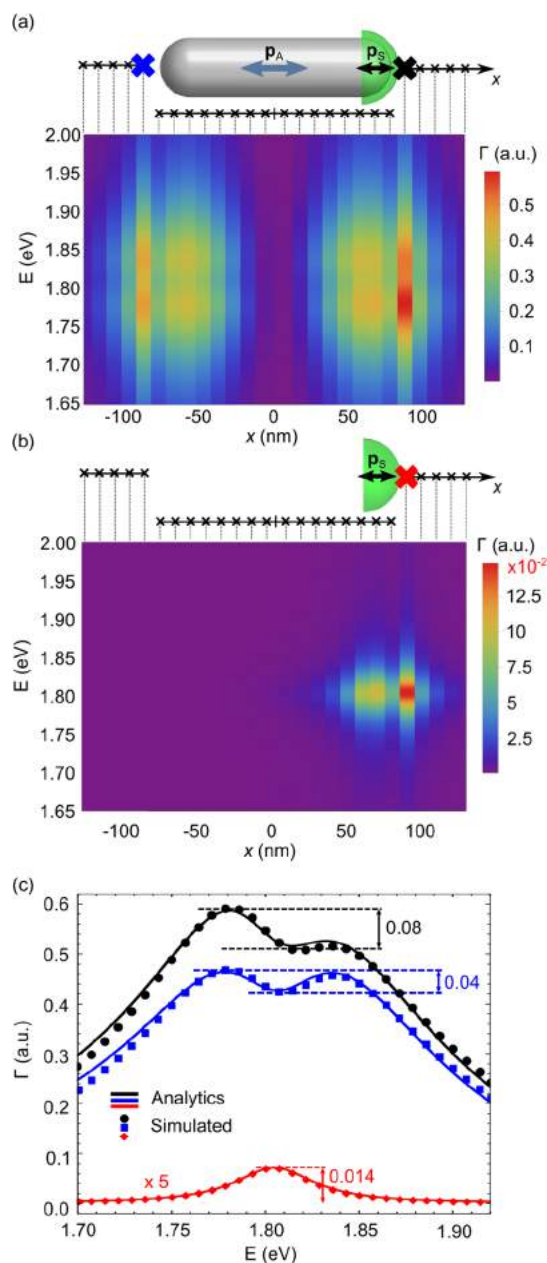 (a)
p_A
p_S
x
2.00
1.95
1.90
1.85
1.80
1.75
1.70
1.65
E (eV)
-100 -50 0 50 100
x (nm)
Γ (a.u.)
0.5
0.4
0.3
0.2
0.1
(b)
p_S
x
2.00
1.95
1.90
1.85
1.80
1.75
1.70
1.65
E (eV)
-100 -50 0 50 100
x (nm)
Γ (a.u.)
×10⁻²
12.5
10
7.5
5
2.5
(c)
0.6
0.5
0.4
0.3
0.2
0.1
0.0
Γ (a.u.)
0.08
0.04
Analytics
Simulated
x 5
0.014
1.70 1.75 1.80 1.85 1.90
E (eV)